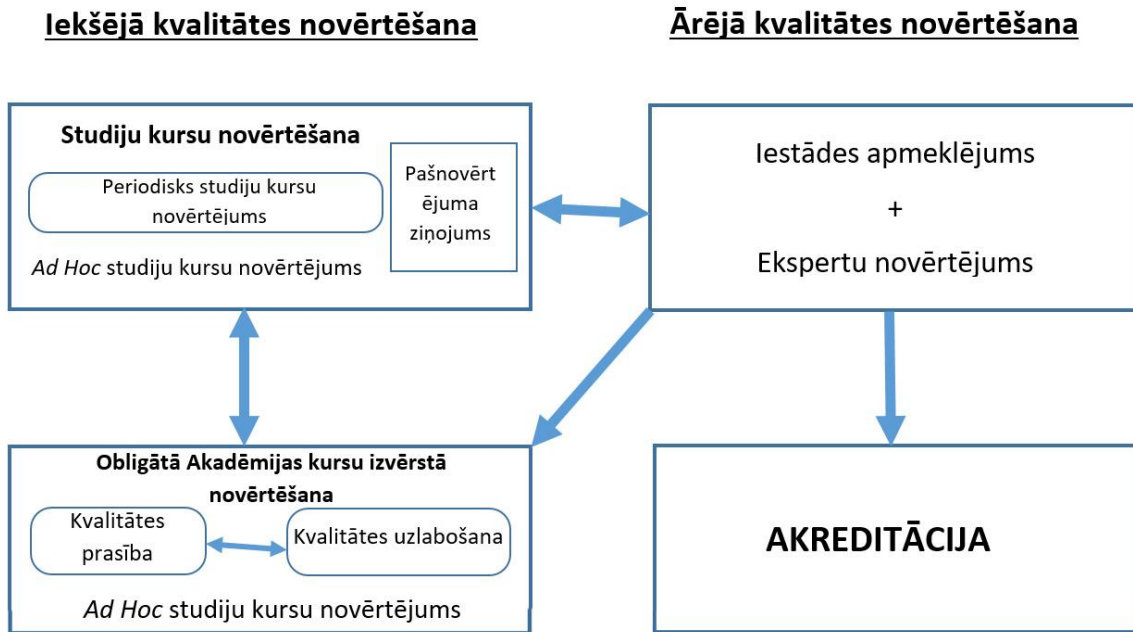 Iekšējā kvalitātes novērtēšana
Ārējā kvalitātes novērtēšana
Studiju kursu novērtēšana
Periodisks studiju kursu
novērtējums
Ad Hoc studiju kursu novērtējums
Pašnovērt
ējuma
ziņojums
Iestādes apmeklējums
+
Ekspertu novērtējums
Obligātā Akadēmijas kursu izvērstā
novērtēšana
Kvalitātes
prasība
Kvalitātes uzlabošana
Ad Hoc studiju kursu novērtējums
AKREDITĀCIJA